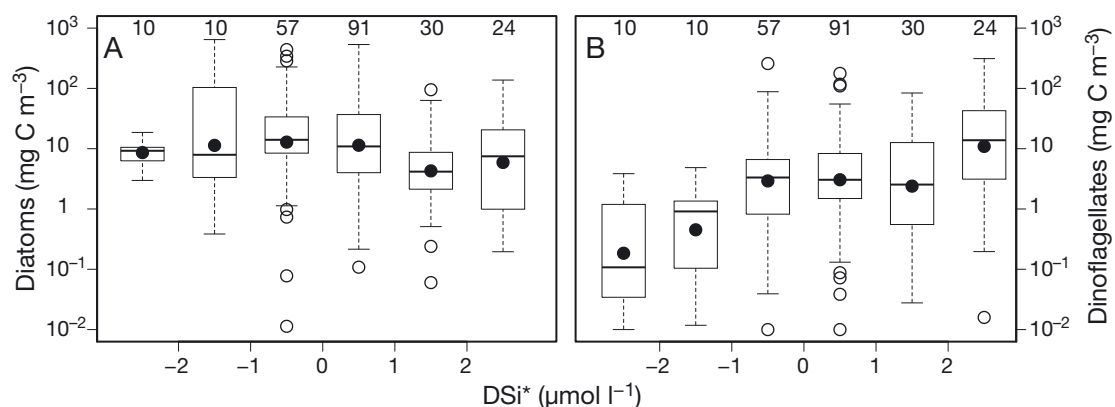 10 10 57 91 30 24
A
10³
10²
10
1
10⁻¹
10⁻²
Diatoms (mg C m⁻³)
−2 −1 0 1 2
10 10 57 91 30 24
B
10³
10²
10
1
10⁻¹
10⁻²
Dinoflagellates (mg C m⁻³)
−2 −1 0 1 2
DSi* (µmol l⁻¹)